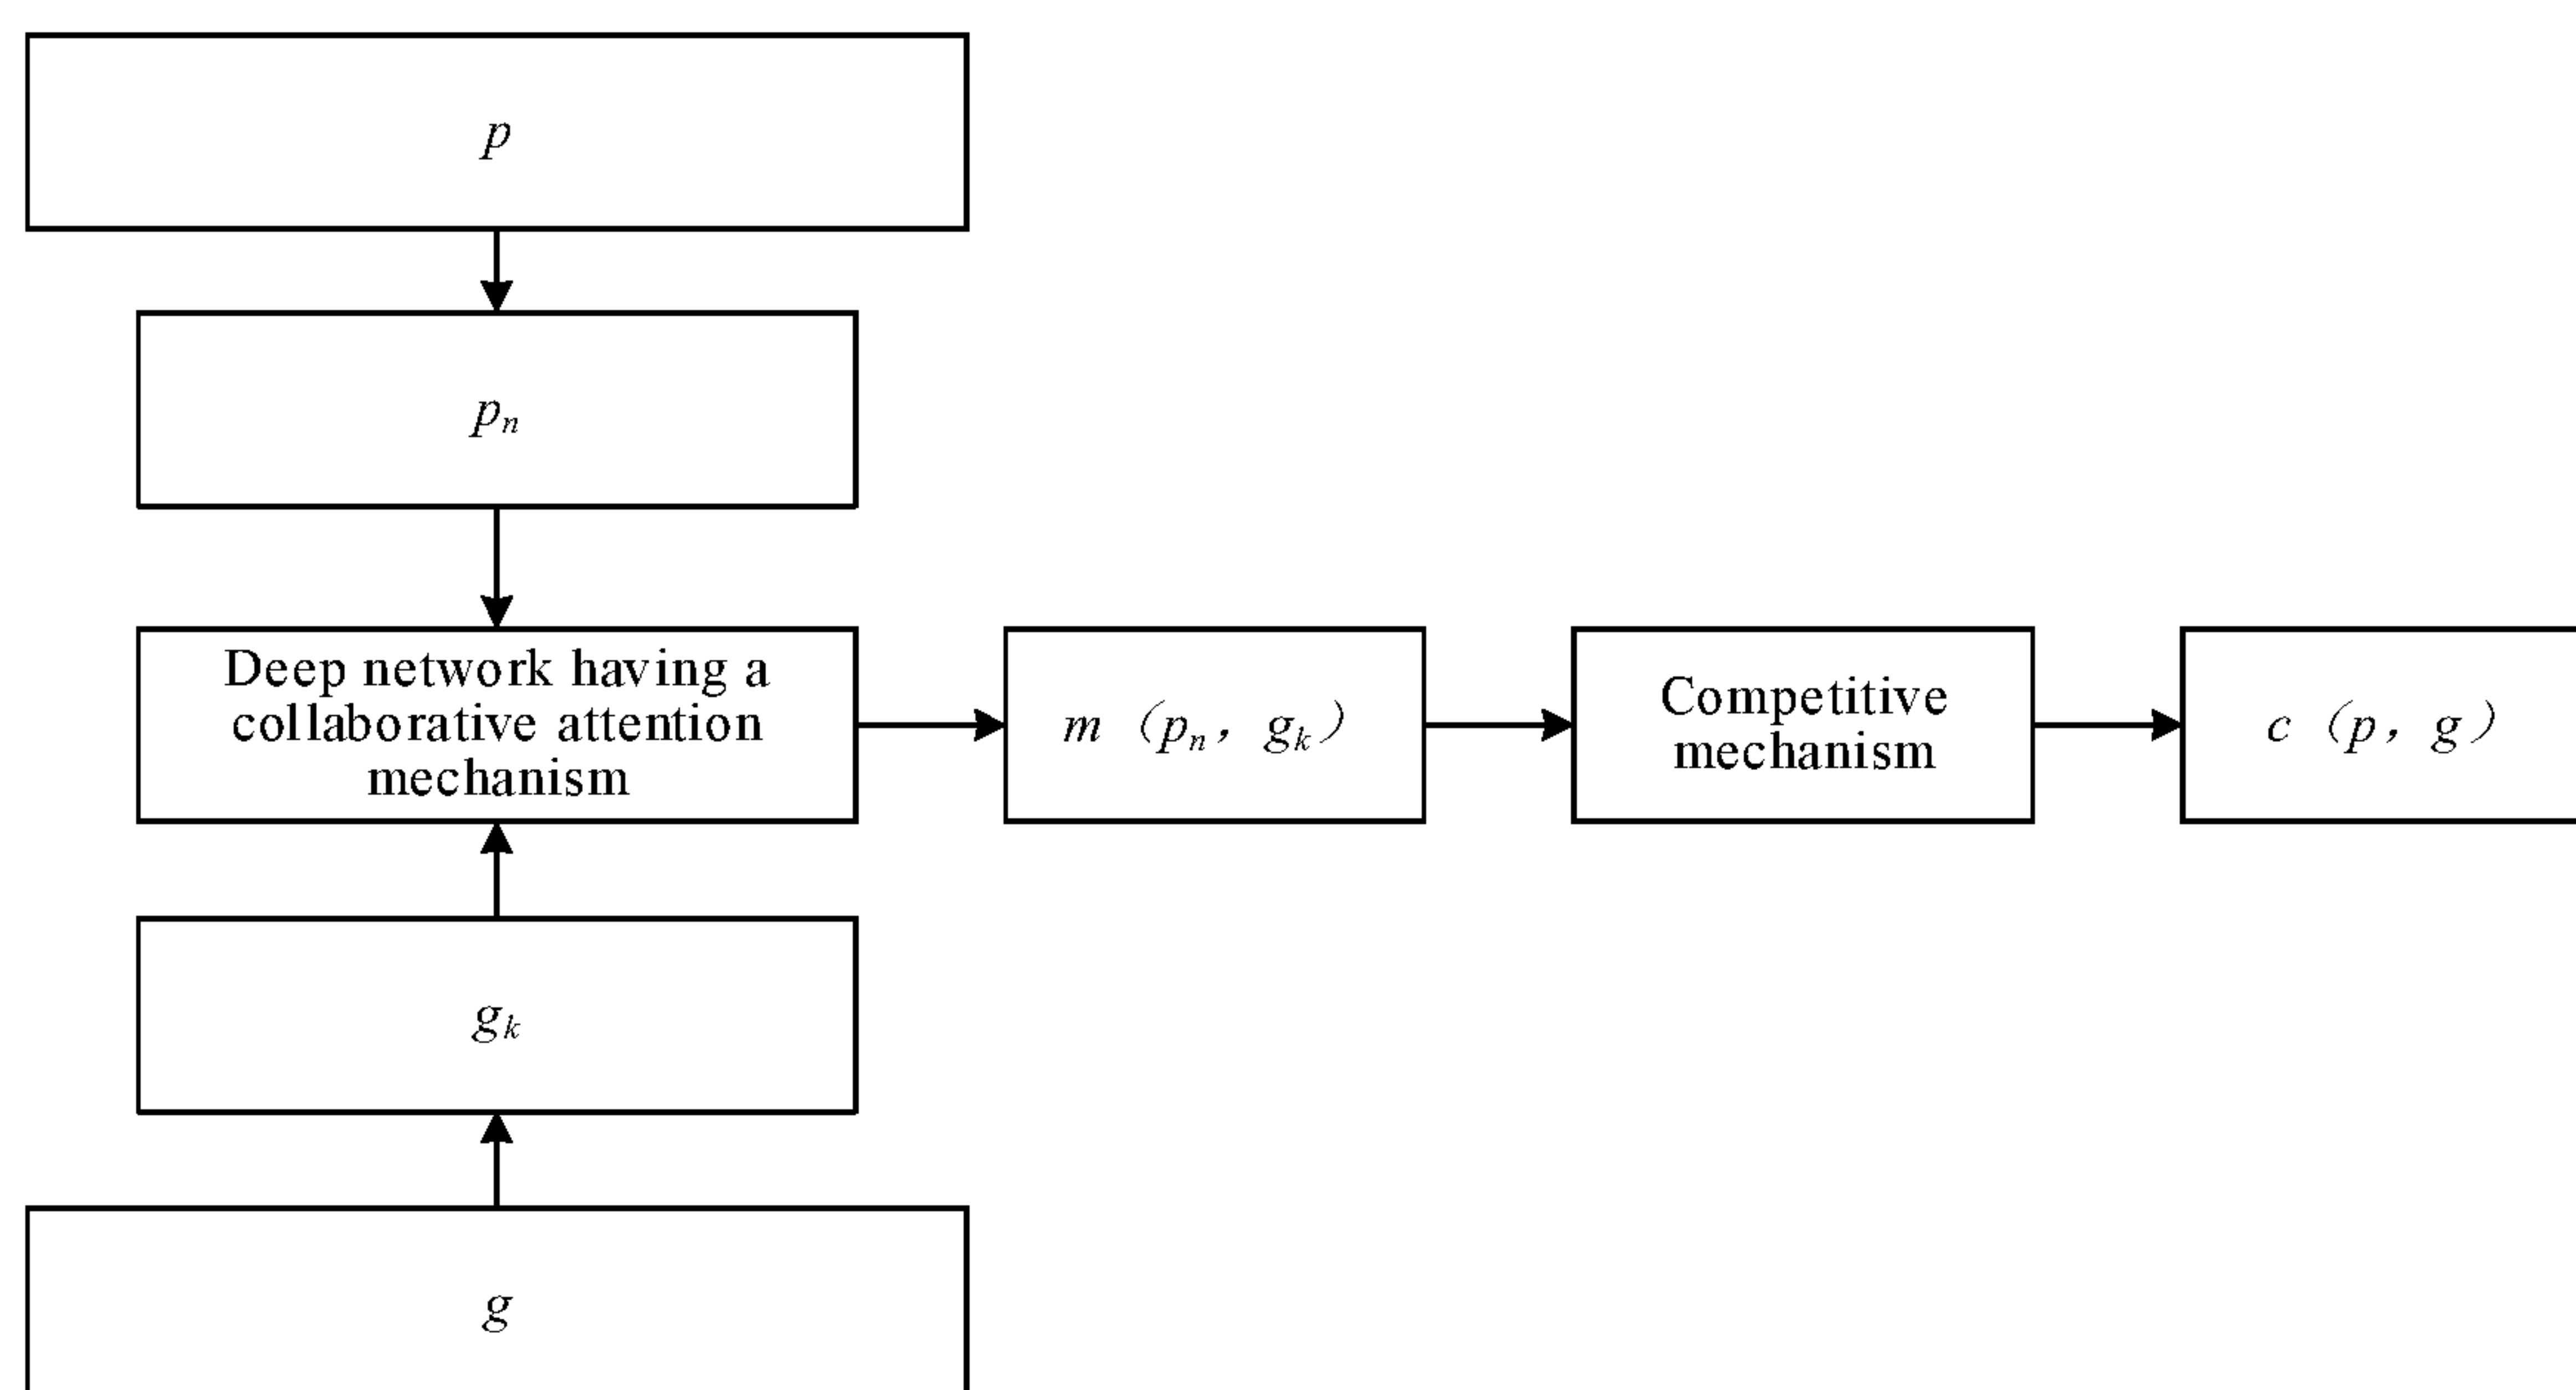 p
pn
Deep network having a
collaborative attention
mechanism
m （pn， gk）
Competitive
mechanism
c （p， g）
gk
g